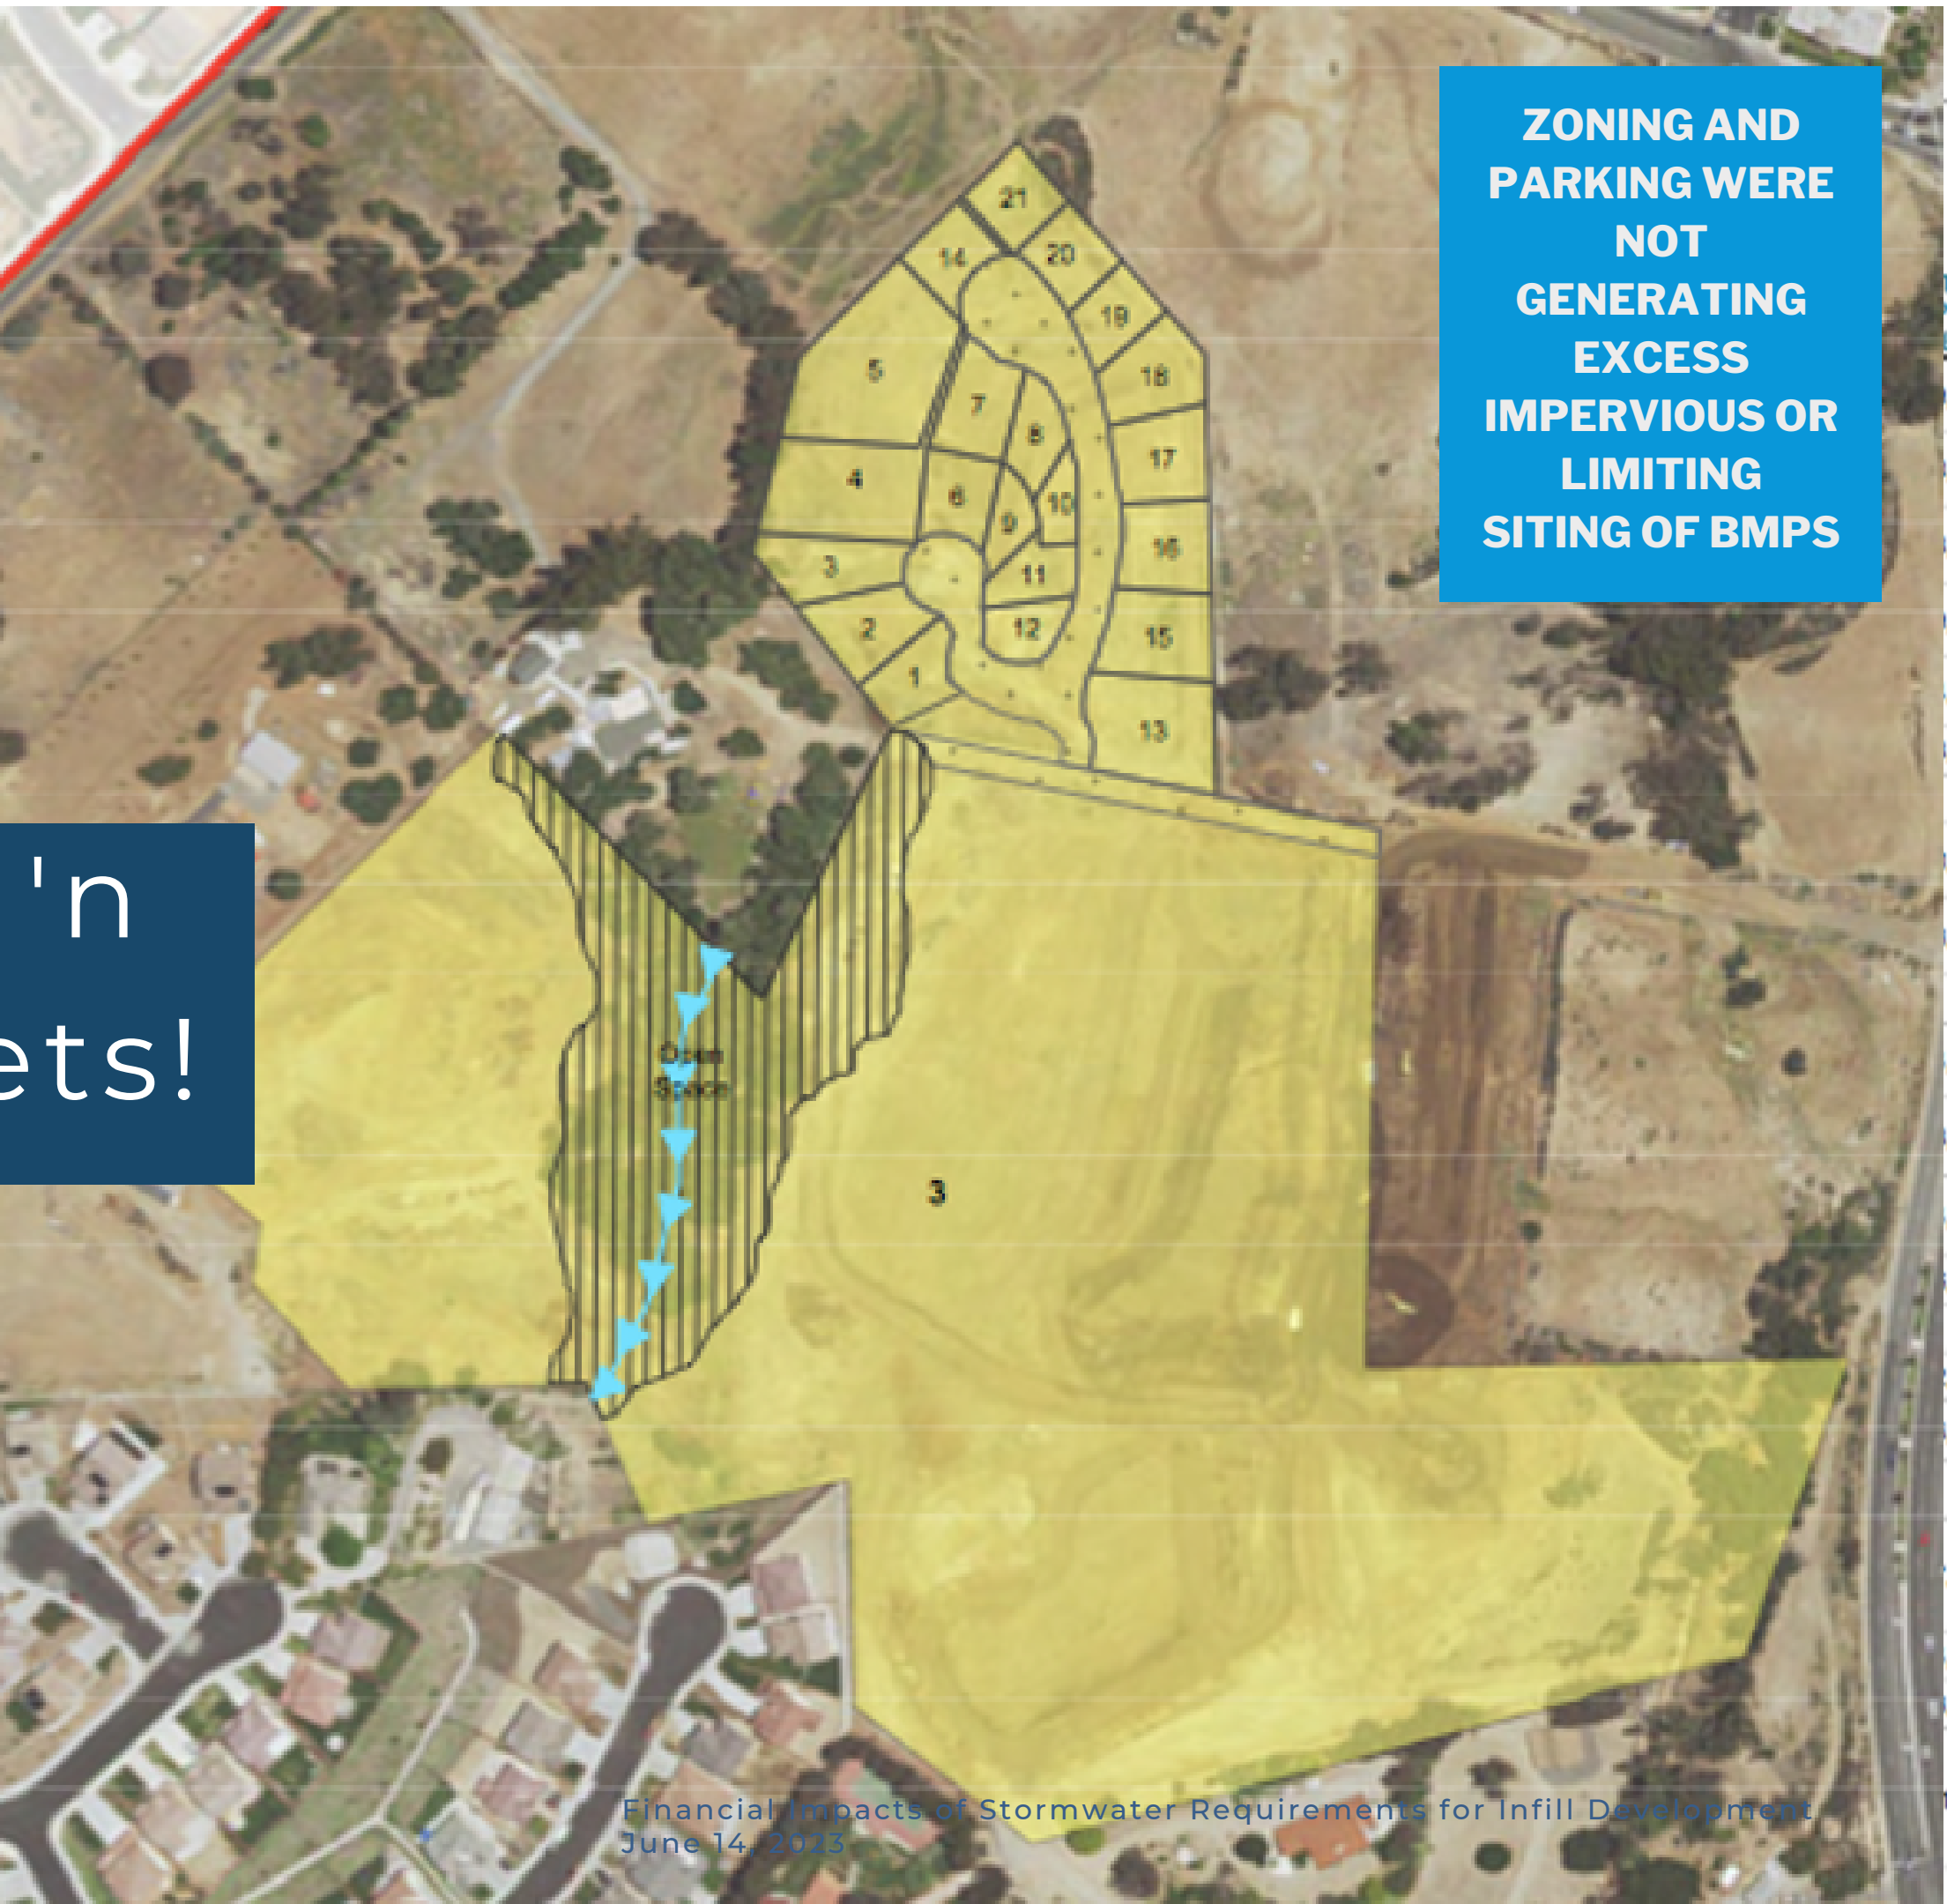 ZONING AND
PARKING WERE
NOT
GENERATING
EXCESS
IMPERVIOUS OR
LIMITING
SITING OF BMPS
21
14
20
19
5
18
7
8
17
4
6
10
9
16
3
11
2
12
15
1
13
'n
ets!
Open
Space
3
Financial Impacts of Stormwater Requirements for Infill Development
June 14, 2023